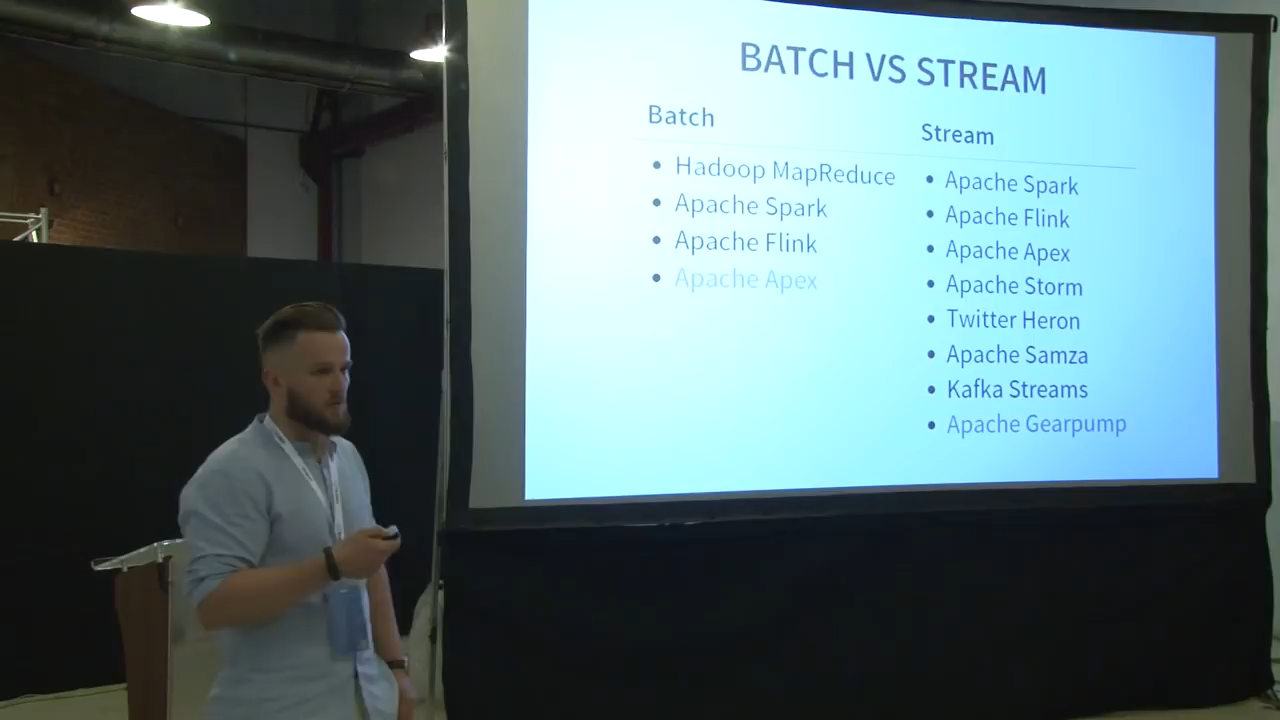 BATCH VS STREAM
Batch
Hadoop MapReduce
Apache Spark
Apache Flink
Apache Apex
Stream
Apache Spark
Apache Flink
Apache Apex
Apache Storm
Twitter Heron
Apache Samza
Kafka Streams
Apache Gearpump